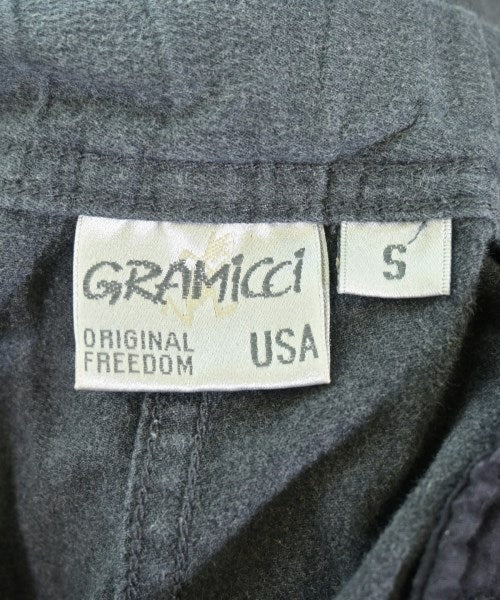 GRAMiCCi
ORIGINAL
FREEDOM
USA
S